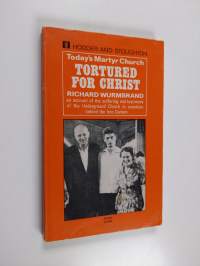 HODDER AND STOUGHTON
Today's Martyr Church
TORTURED
FOR CHRIST
RICHARD WURMBRAND
an account of the suffering and testimony
of the Underground Church in countries
behind the Iron Curtain